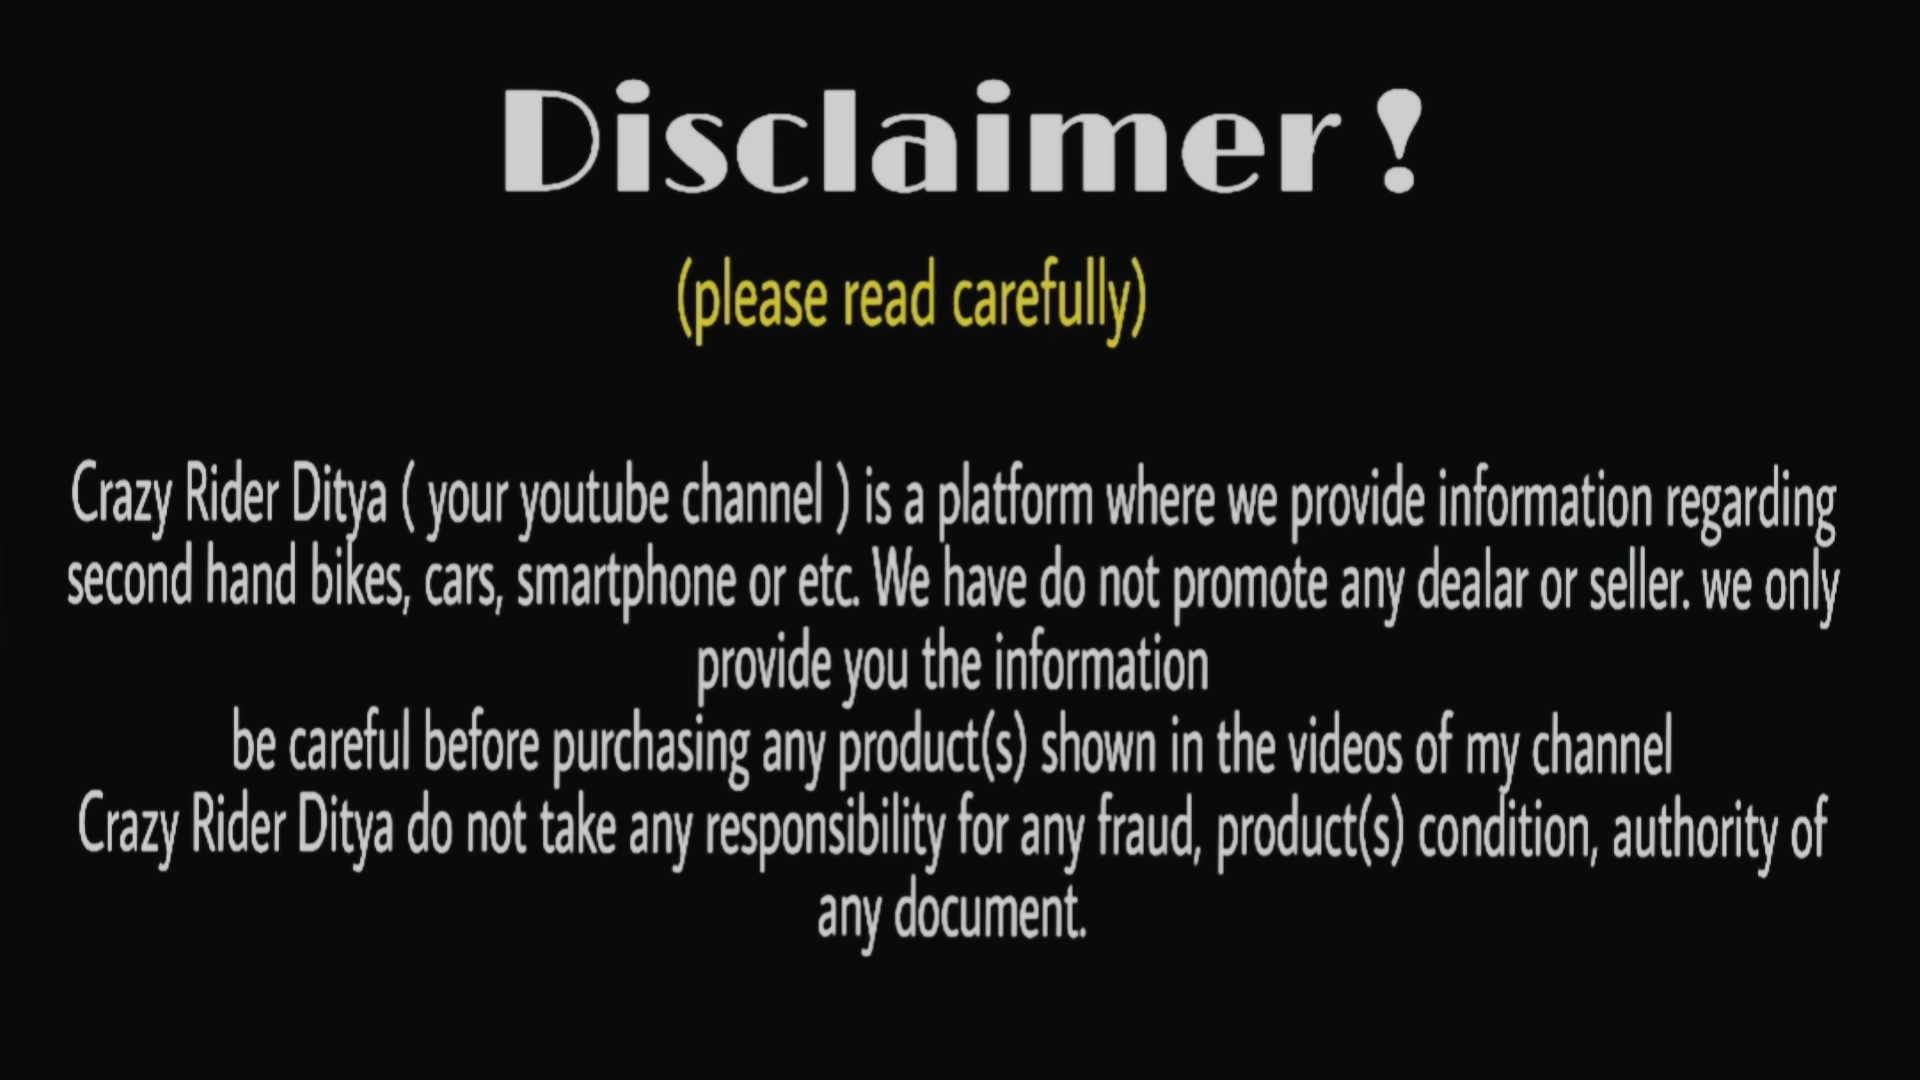 Disclaimer !
(please read carefully)
Crazy Rider Ditya ( your youtube channel ) is a platform where we provide information regarding
second hand bikes, cars, smartphone or etc. We have do not promote any dealar or seller. we only
provide you the information
be careful before purchasing any product(s) shown in the videos of my channel
Crazy Rider Ditya do not take any responsibility for any fraud, product(s) condition, authority of
any document.